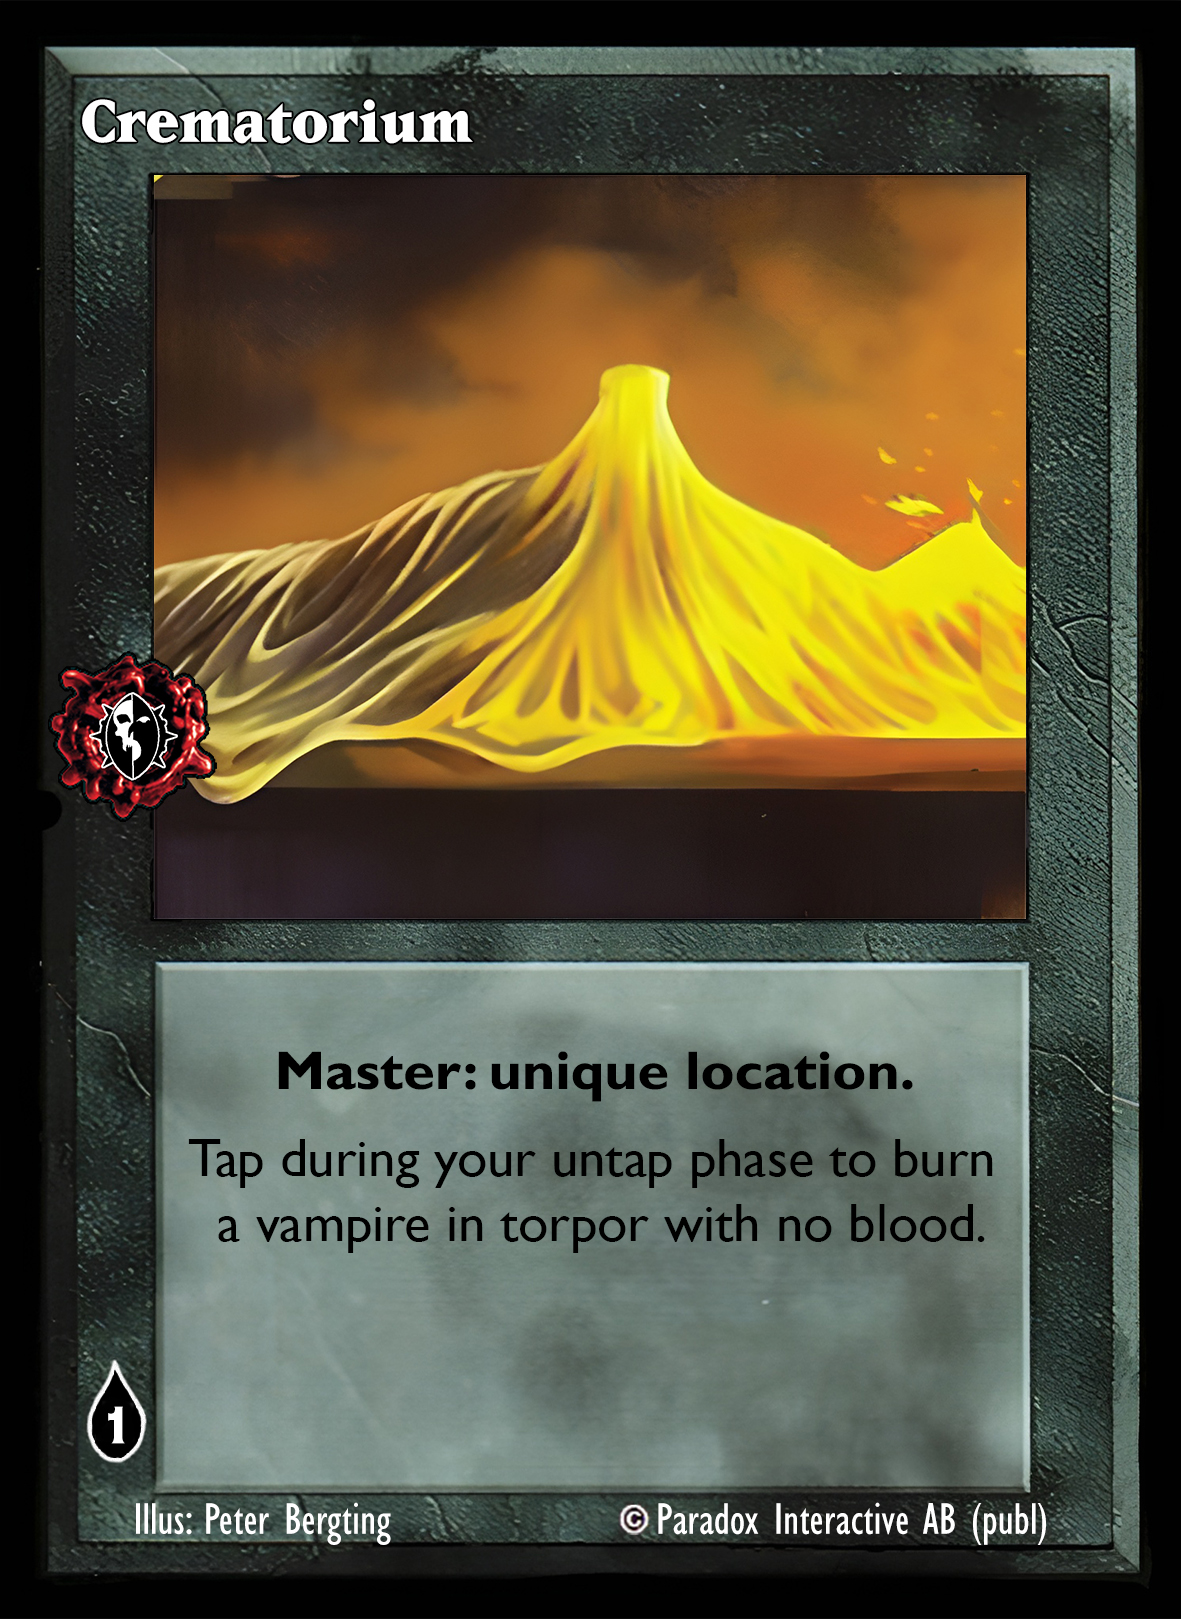 Crematorium
Master: unique location.
Tap during your untap phase to burn
a vampire in torpor with no blood.
1
Illus: Peter Bergting
© Paradox Interactive AB (publ)